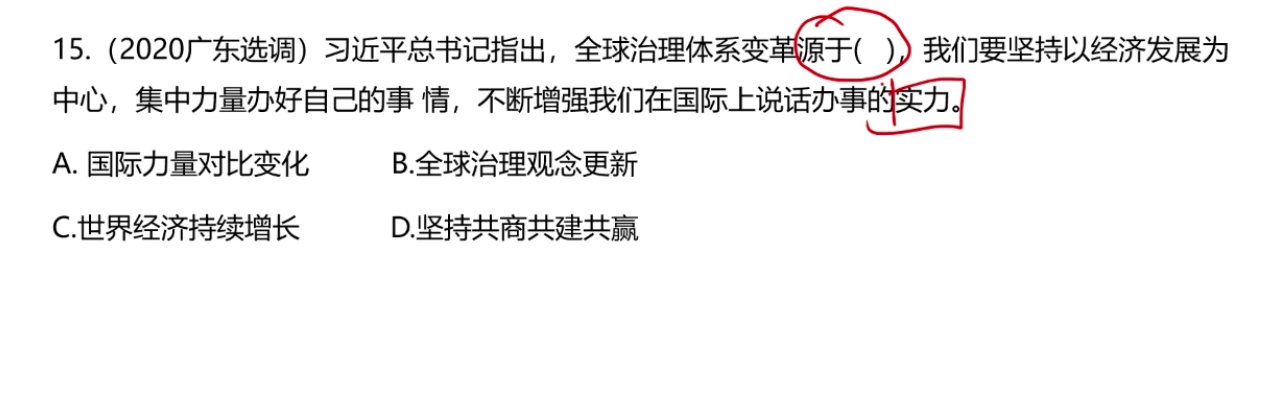 15.（2020广东选调）习近平总书记指出，全球治理体系变革源于( )，我们要坚持以经济发展为
中心，集中力量办好自己的事 情，不断增强我们在国际上说话办事的实力。
A. 国际力量对比变化 B.全球治理观念更新
C.世界经济持续增长 D.坚持共商共建共赢